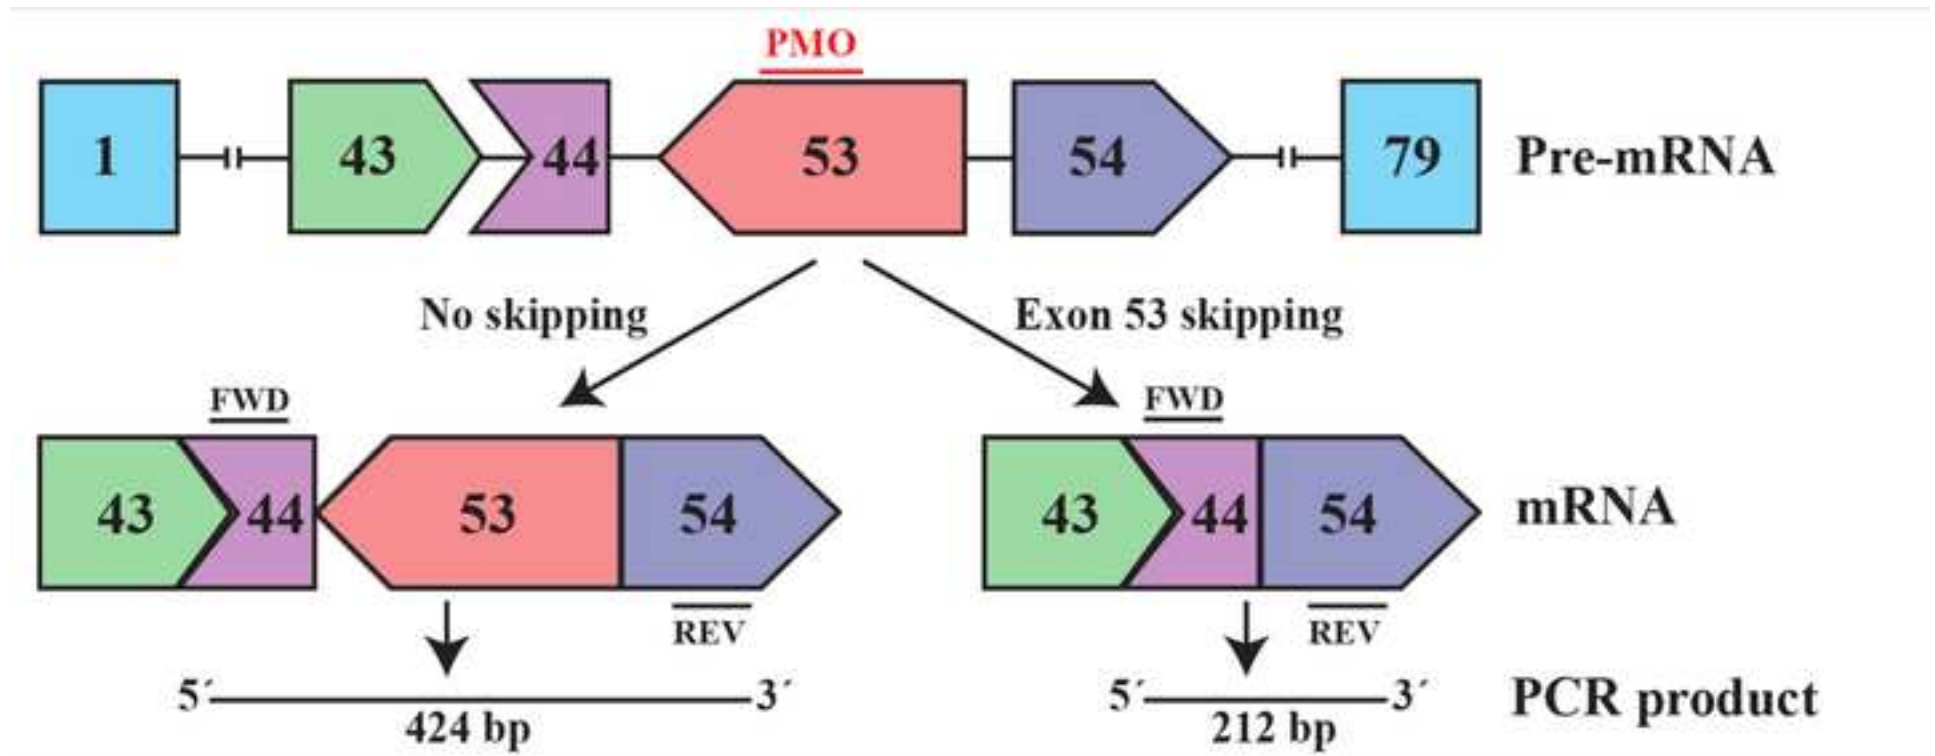 PMO
1 43 44 53 54 79 Pre-mRNA
No skipping Exon 53 skipping
FWD FWD
43 44 53 54 43 44 54 mRNA
REV REV
5´ 3´ 5´ 3´ PCR product
424 bp 212 bp